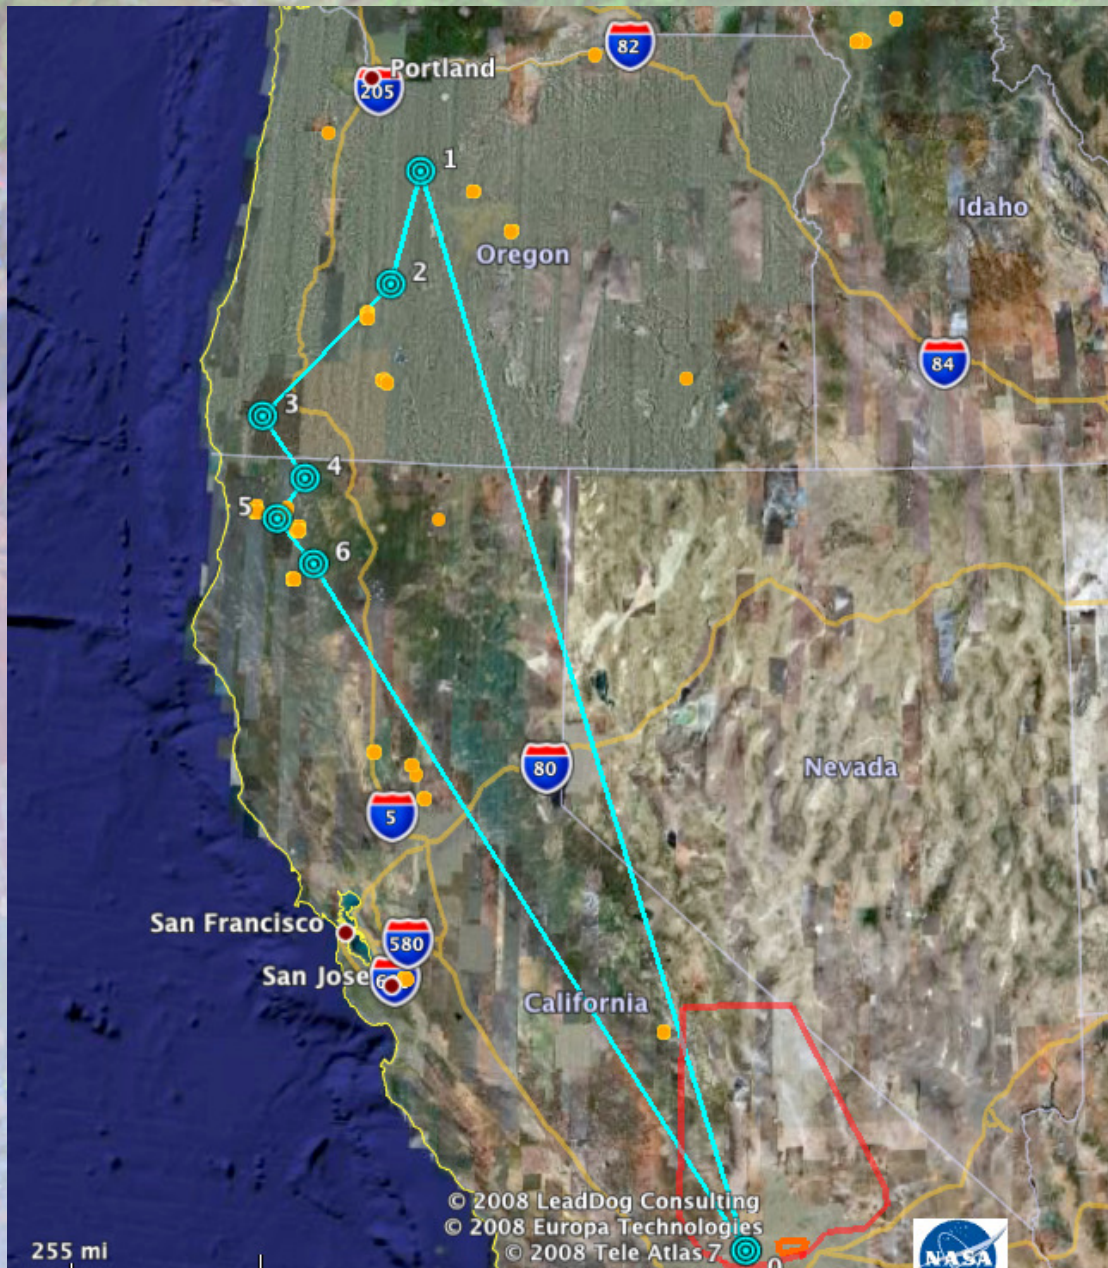 Portland
82
205
1
Idaho
Oregon
2
84
3
4
5
6
80
Nevada
5
San Francisco
580
San Jose
California
© 2008 LeadDog Consulting
© 2008 Europa Technologies
© 2008 Tele Atlas 7
255 mi
NASA